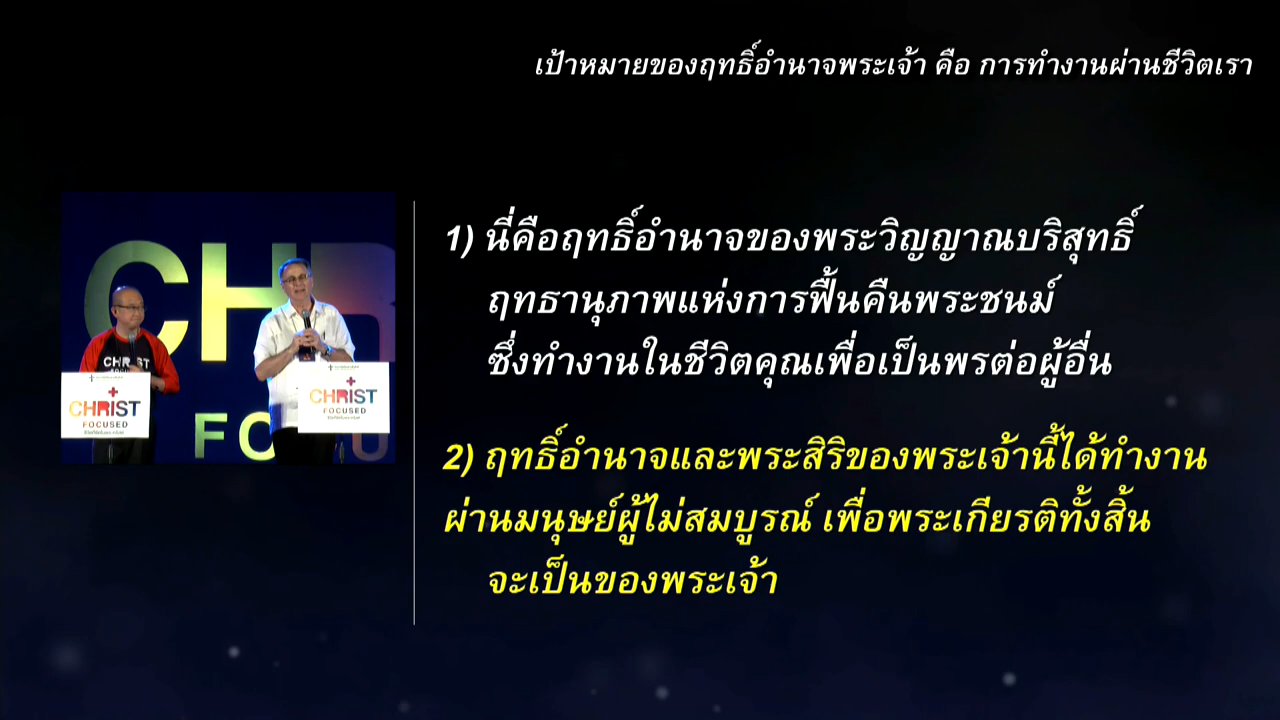 เป้าหมายของฤทธิ์อำนาจพระเจ้า คือ การทำงานผ่านชีวิตเรา
1) นี่คือฤทธิ์อำนาจของพระวิญญาณบริสุทธิ์
ฤทธานุภาพแห่งการฟื้นคืนพระชนม์
ซึ่งทำงานในชีวิตคุณเพื่อเป็นพรต่อผู้อื่น
2) ฤทธิ์อำนาจและพระสิริของพระเจ้านี้ได้ทำงาน
ผ่านมนุษย์ผู้ไม่สมบูรณ์ เพื่อพระเกียรติทั้งสิ้น
จะเป็นของพระเจ้า
CHR
CHRIST
CHRIST
FOCUSED
CHRIST
FOCUSED
FO U